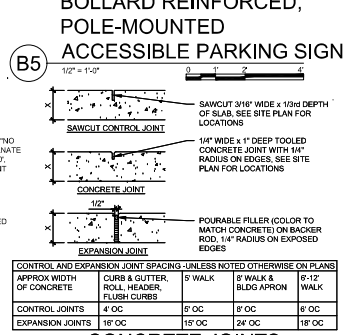 BOLLARD REINFORCED,
POLE-MOUNTED
ACCESSIBLE PARKING SIGN
B5
1/2" = 1'-0"
0 1' 2' 4'
SAWCUT 3/16" WIDE x 1/3rd DEPTH
OF SLAB, SEE SITE PLAN FOR
LOCATIONS
X
SAWCUT CONTROL JOINT
1/4" WIDE x 1" DEEP TOOLED
CONCRETE JOINT WITH 1/4"
RADIUS ON EDGES, SEE SITE
PLAN FOR LOCATIONS
X
CONCRETE JOINT
1/2"
POURABLE FILLER (COLOR TO
MATCH CONCRETE) ON BACKER
ROD, 1/4" RADIUS ON EXPOSED
EDGES
X
EXPANSION JOINT
CONTROL AND EXPANSION JOINT SPACING -UNLESS NOTED OTHERWISE ON PLANS
APPROX WIDTH
OF CONCRETE
CURB & GUTTER,
ROLL, HEADER,
FLUSH CURBS
5' WALK
8' WALK &
BLDG APRON
6'-12'
WALK
CONTROL JOINTS 4' OC 5' OC 8' OC 6' OC
EXPANSION JOINTS 16' OC 15' OC 24' OC 18' OC